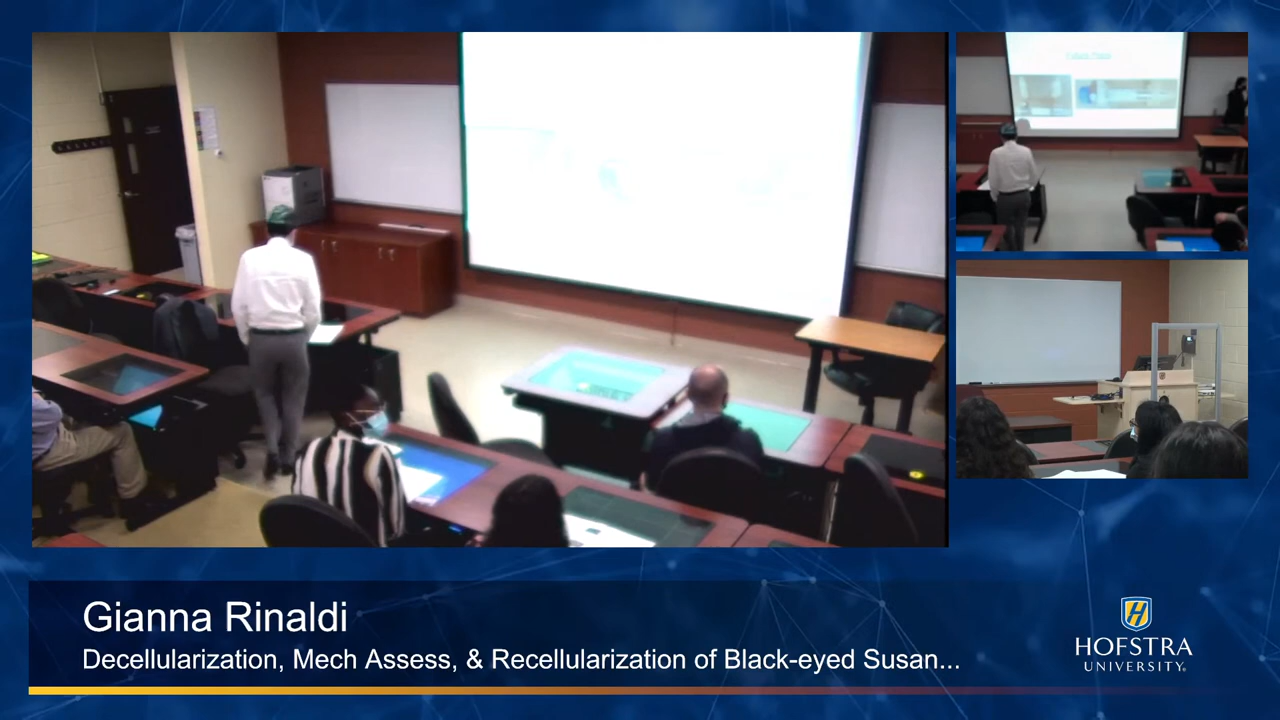 Gianna Rinaldi
Decellularization, Mech Assess, & Recellularization of Black-eyed Susan...
HOFSTRA
UNIVERSITY